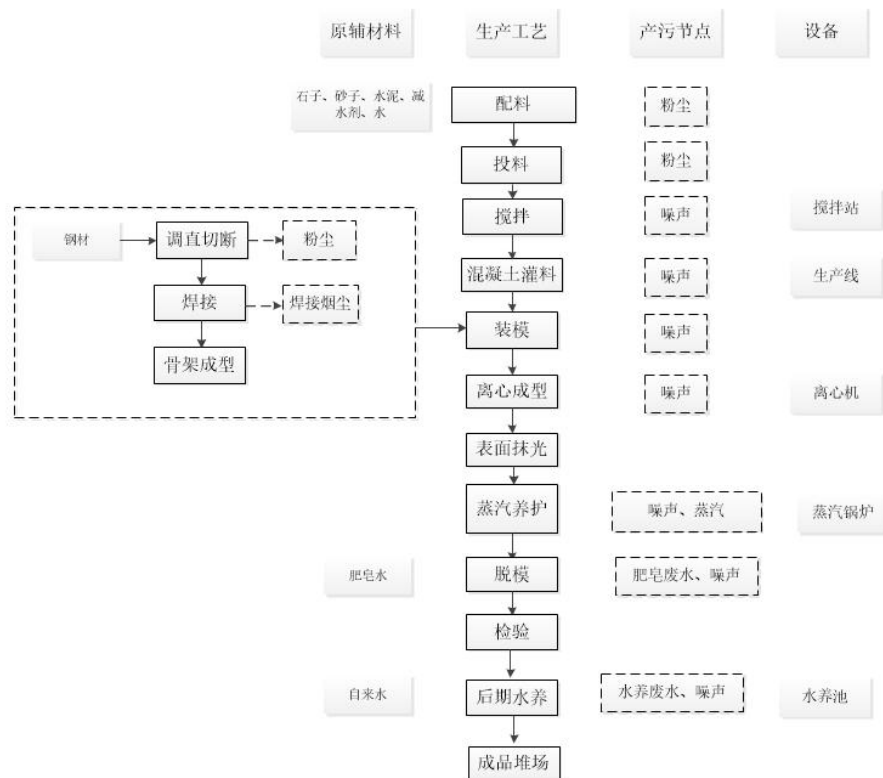 原辅材料
生产工艺
产污节点
设备
石子、砂子、水泥、减
水剂、水
配料
粉尘
投料
粉尘
搅拌
噪声
搅拌站
钢材
调直切断
粉尘
混凝土灌料
噪声
生产线
焊接
焊接烟尘
装模
噪声
骨架成型
离心成型
噪声
离心机
表面抹光
蒸汽养护
噪声、蒸汽
蒸汽锅炉
肥皂水
脱模
肥皂废水、噪声
检验
自来水
后期水养
水养废水、噪声
水养池
成品堆场